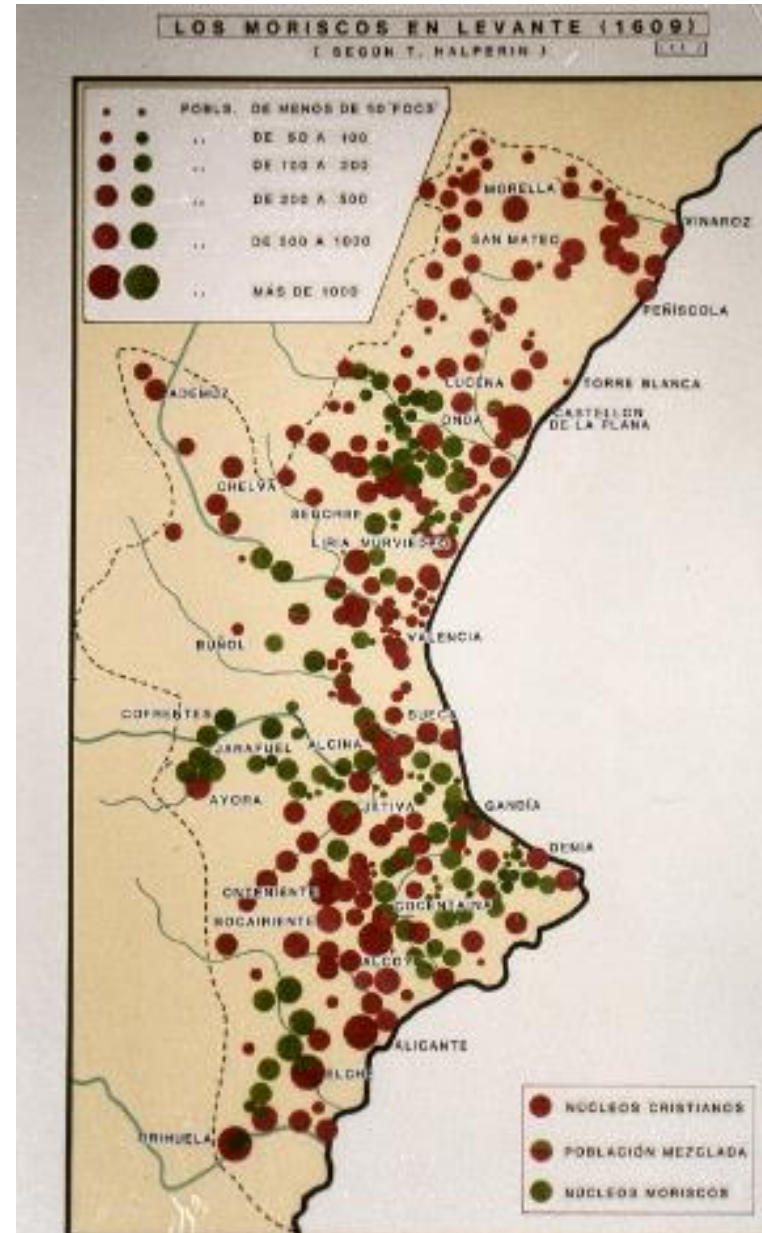 LOS MORISCOS EN LEVANTE (1609)
( SEGÚN T. HALPERIN )
POBLS. DE MENOS DE 50 FOCS
,, DE 50 A 100
,, DE 100 A 200
,, DE 200 A 500
,, DE 500 A 1000
,, MÁS DE 1000
MORELLA
VINAROZ
SAN MATEO
PEÑÍSCOLA
ADEMUZ
LUCENA
TORRE BLANCA
ONDA
CASTELLON
DE LA PLANA
CHELVA
SEGORBE
LIRIA MURVIEDRO
BUÑOL
VALENCIA
COFRENTES
SUECA
JARAFUEL
ALCIRA
AYORA
JETIVA
GANDÍA
DENIA
ONTENIENTE
COCENTAINA
BOCAIRIENTE
ALCOY
ALICANTE
ELCHE
ORIHUELA
NÚCLEOS CRISTIANOS
POBLACIÓN MEZCLADA
NÚCLEOS MORISCOS